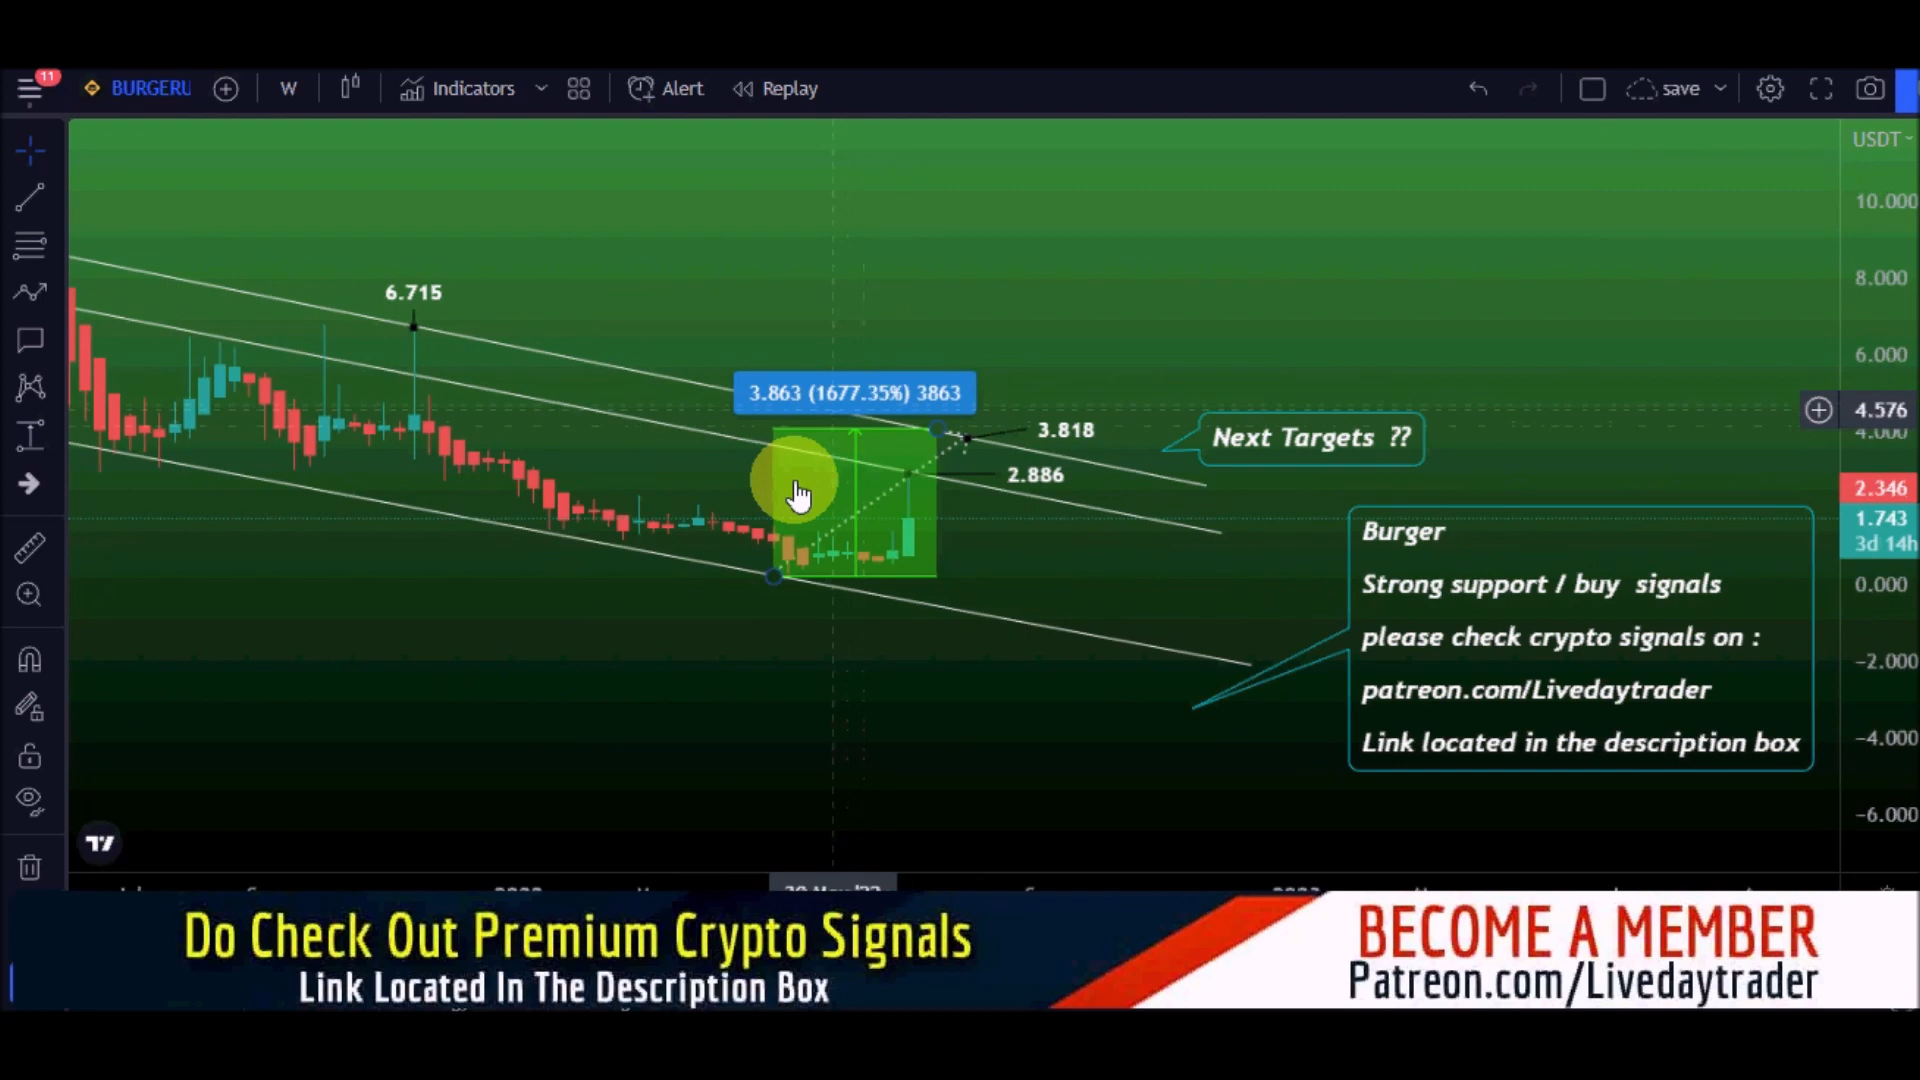 11
BURGERU
W
Indicators
Alert
Replay
save
USDT
10.000
8.000
6.715
6.000
3.863 (1677.35%) 3863
4.576
4.000
3.818
Next Targets ??
2.886
2.346
1.743
3d 14h
0.000
Burger
Strong support / buy signals
please check crypto signals on :
patreon.com/Livedaytrader
Link located in the description box
−2.000
−4.000
−6.000
Do Check Out Premium Crypto Signals
Link Located In The Description Box
BECOME A MEMBER
Patreon.com/Livedaytrader